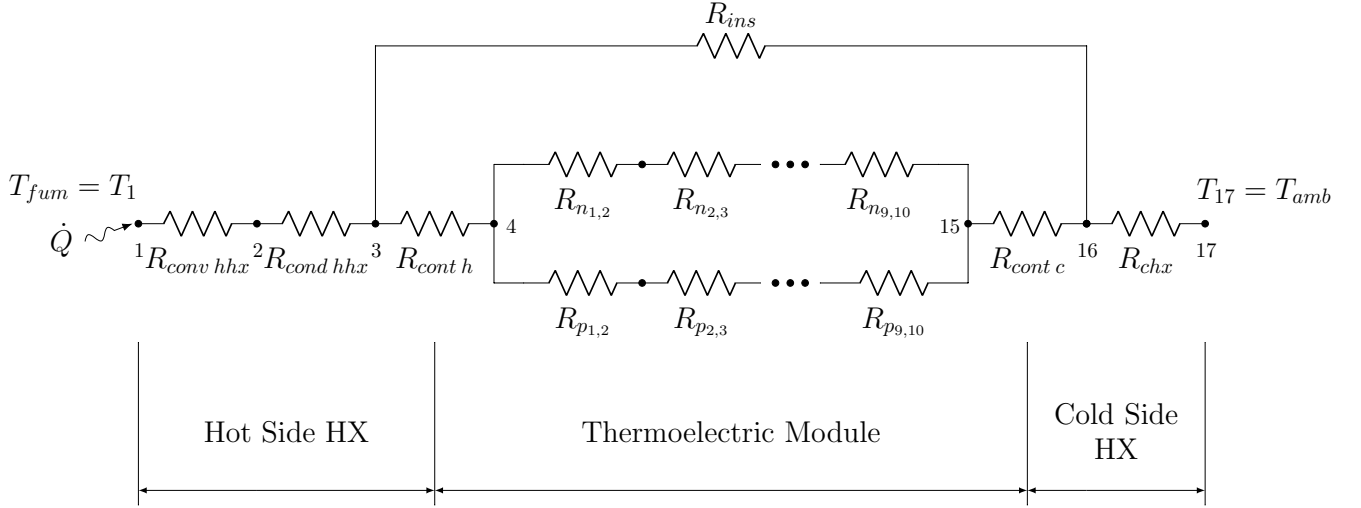 R_{ins}
T_{fum} = T_1
T_{17} = T_{amb}
R_{n_{1,2}} R_{n_{2,3}} R_{n_{9,10}}
\dot{Q}
1 R_{conv hhx} 2 R_{cond hhx} 3 R_{cont h} 4 15 R_{cont c} 16 R_{chx} 17
R_{p_{1,2}} R_{p_{2,3}} R_{p_{9,10}}
Hot Side HX
Thermoelectric Module
Cold Side
HX